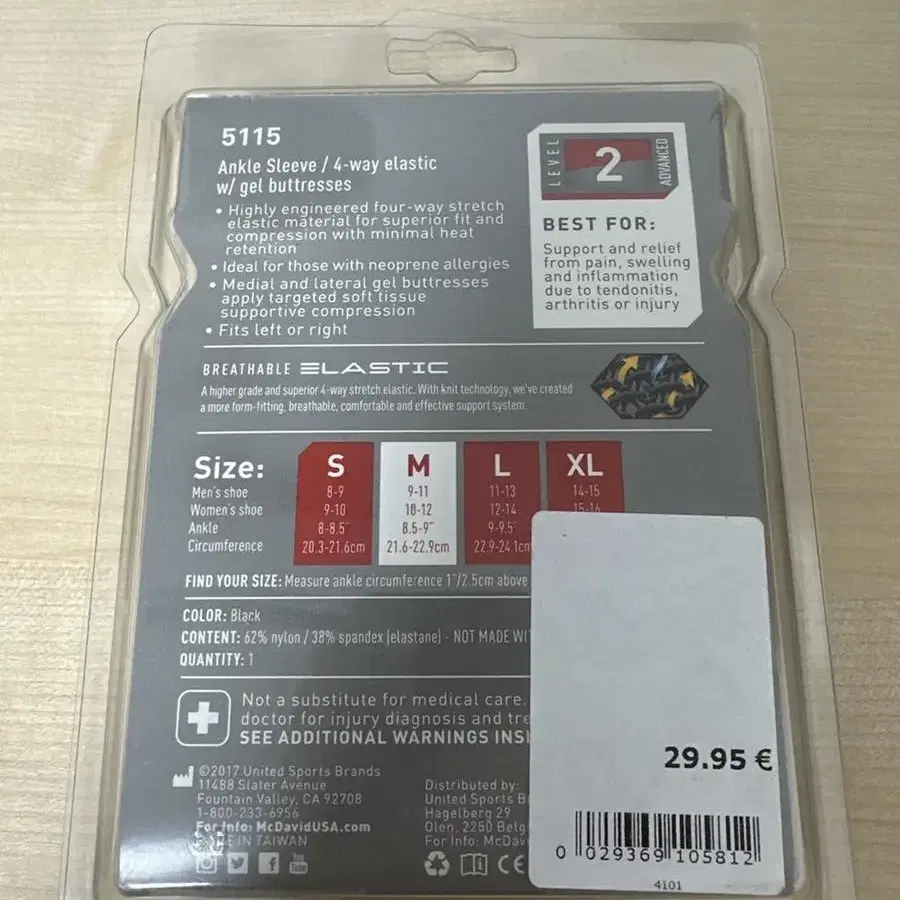 5115
Ankle Sleeve / 4-way elastic
w/ gel buttresses
• Highly engineered four-way stretch
elastic material for superior fit and
compression with minimal heat
retention
• Ideal for those with neoprene allergies
• Medial and lateral gel buttresses
apply targeted soft tissue
supportive compression
• Fits left or right
LEVEL 2 ADVANCED
BEST FOR:
Support and relief
from pain, swelling
and inflammation
due to tendonitis,
arthritis or injury
BREATHABLE ELASTIC
A higher grade and superior 4-way stretch elastic. With knit technology, we've created
a more form-fitting, breathable, comfortable and effective support system.
Size: S M L XL
Men's shoe 8-9 9-11 11-13 14-15
Women's shoe 9-10 10-12 12-14 15-16
Ankle 8-8.5" 8.5-9" 9-9.5"
Circumference 20.3-21.6cm 21.6-22.9cm 22.9-24.1cm
FIND YOUR SIZE: Measure ankle circumference 1"/2.5cm above
COLOR: Black
CONTENT: 62% nylon / 38% spandex (elastane) - NOT MADE
QUANTITY: 1
Not a substitute for medical care.
doctor for injury diagnosis and
SEE ADDITIONAL WARNINGS
©2017 United Sports Brands
11488 Slater Avenue
Fountain Valley, CA 92708
1-800-233-6956
For Info: McDavidUSA.com
MADE IN TAIWAN
Distributed by:
United Sports
Hagelberg 29
Olen, 2250
For Info:
CE
You Tube
29.95 €
0 029369 105812
4101